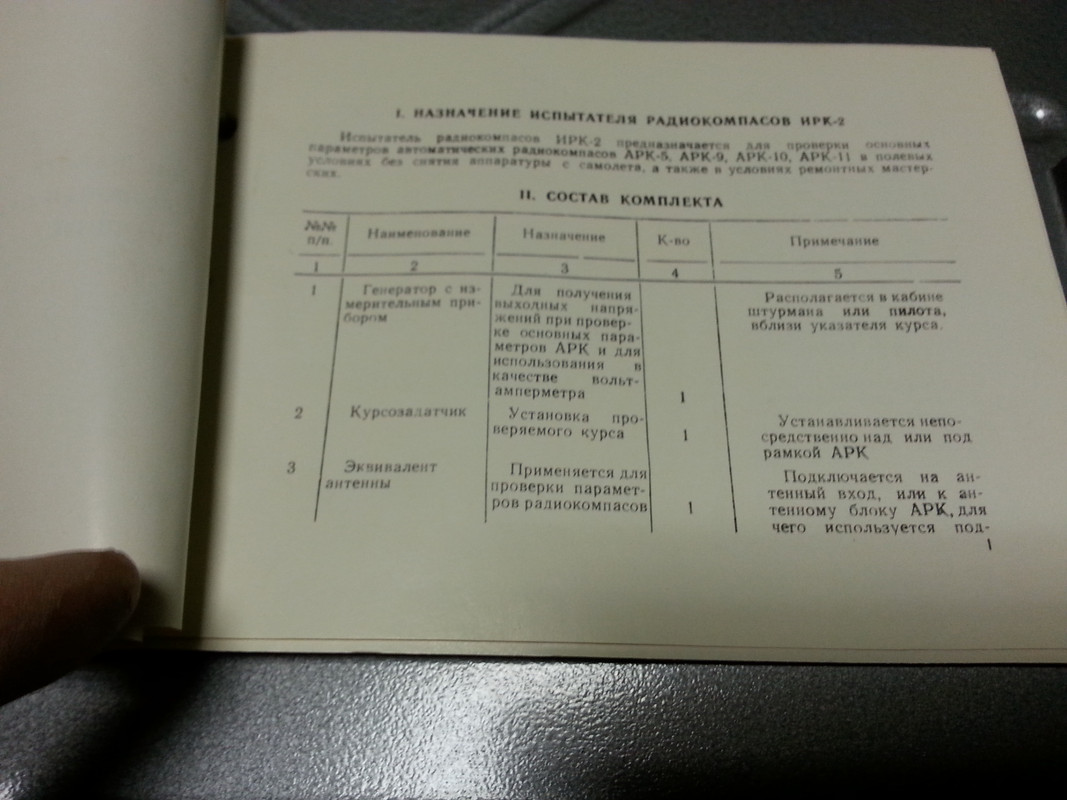 I. НАЗНАЧЕНИЕ ИСПЫТАТЕЛЯ РАДИОКОМПАСОВ ИРК-2
Испытатель радиокомпасов ИРК-2 предназначается для проверки основных
параметров автоматических радиокомпасов АРК-5, АРК-9, АРК-10, АРК-11 в полевых
условиях без снятия аппаратуры с самолета, а также в условиях ремонтных мастер-
ских.
II. СОСТАВ КОМПЛЕКТА
№№
п/п.
Наименование
Назначение
К-во
Примечание
1
2
3
4
5
1
Генератор с из-
мерительным при-
бором
Для получения
выходных напря-
жений при провер-
ке основных пара-
метров АРК и для
использования в
качестве вольт-
амперметра
1
Располагается в кабине
штурмана или пилота,
вблизи указателя курса.
2
Курсозадатчик
Установка про-
веряемого курса
1
Устанавливается непо-
средственно над или под
рамкой АРК
3
Эквивалент
антенны
Применяется для
проверки парамет-
ров радиокомпасов
1
Подключается на ан-
тенный вход, или к ан-
тенному блоку АРК, для
чего используется под-
1